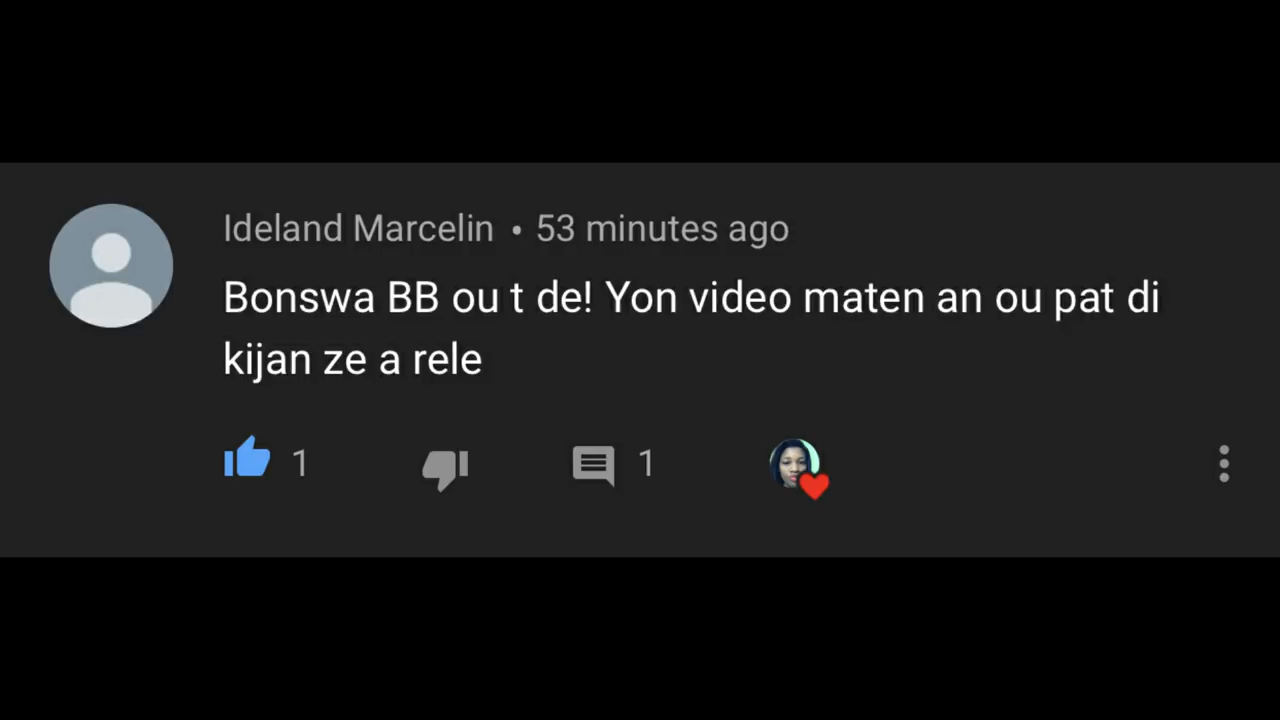 Ideland Marcelin • 53 minutes ago
Bonswa BB ou t de! Yon video maten an ou pat di
kijan ze a rele
1 1